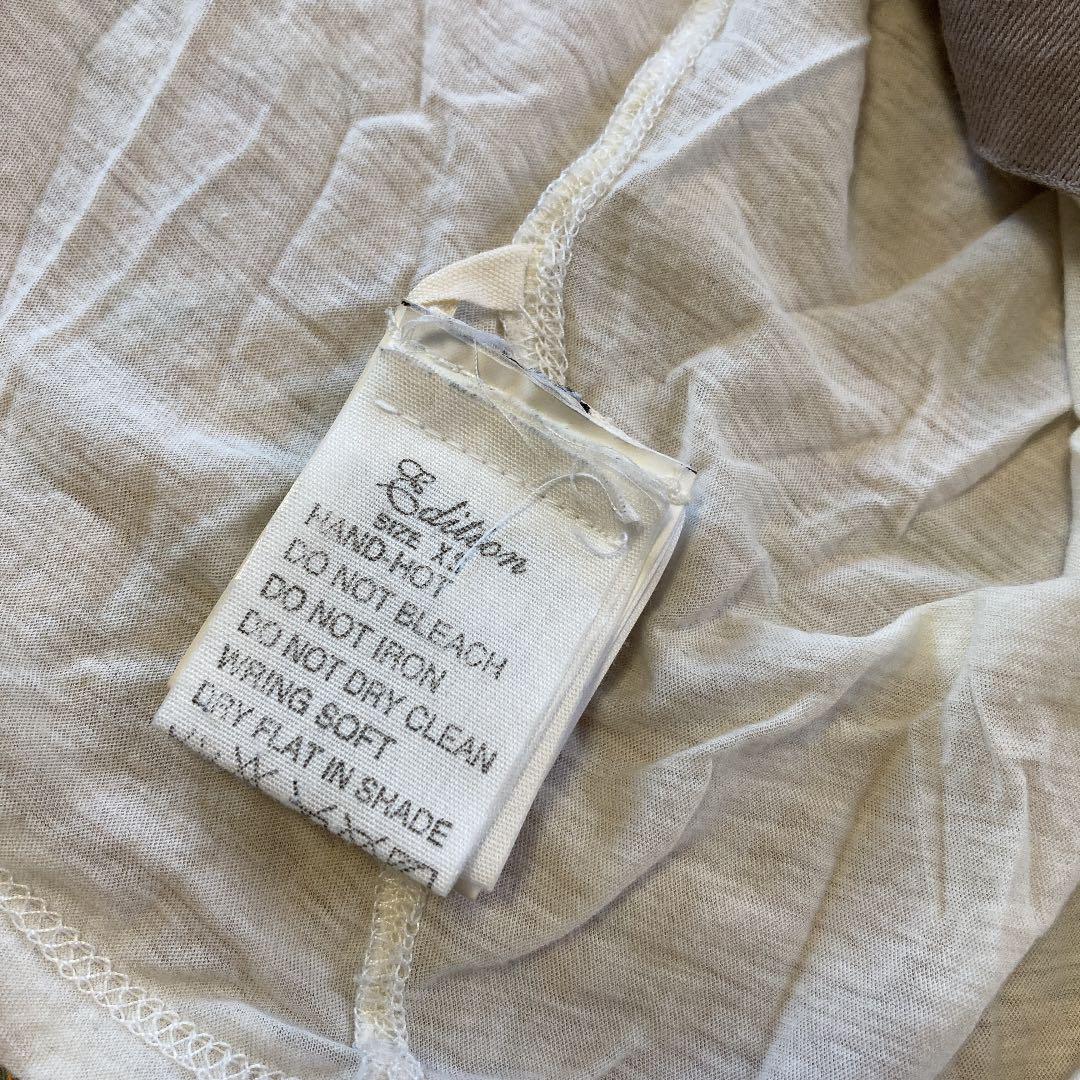 Edition
SIZE XI
HAND-HOT
DO NOT BLEACH
DO NOT IRON
DO NOT DRY CLEAN
WRING SOFT
DRY FLAT IN SHADE